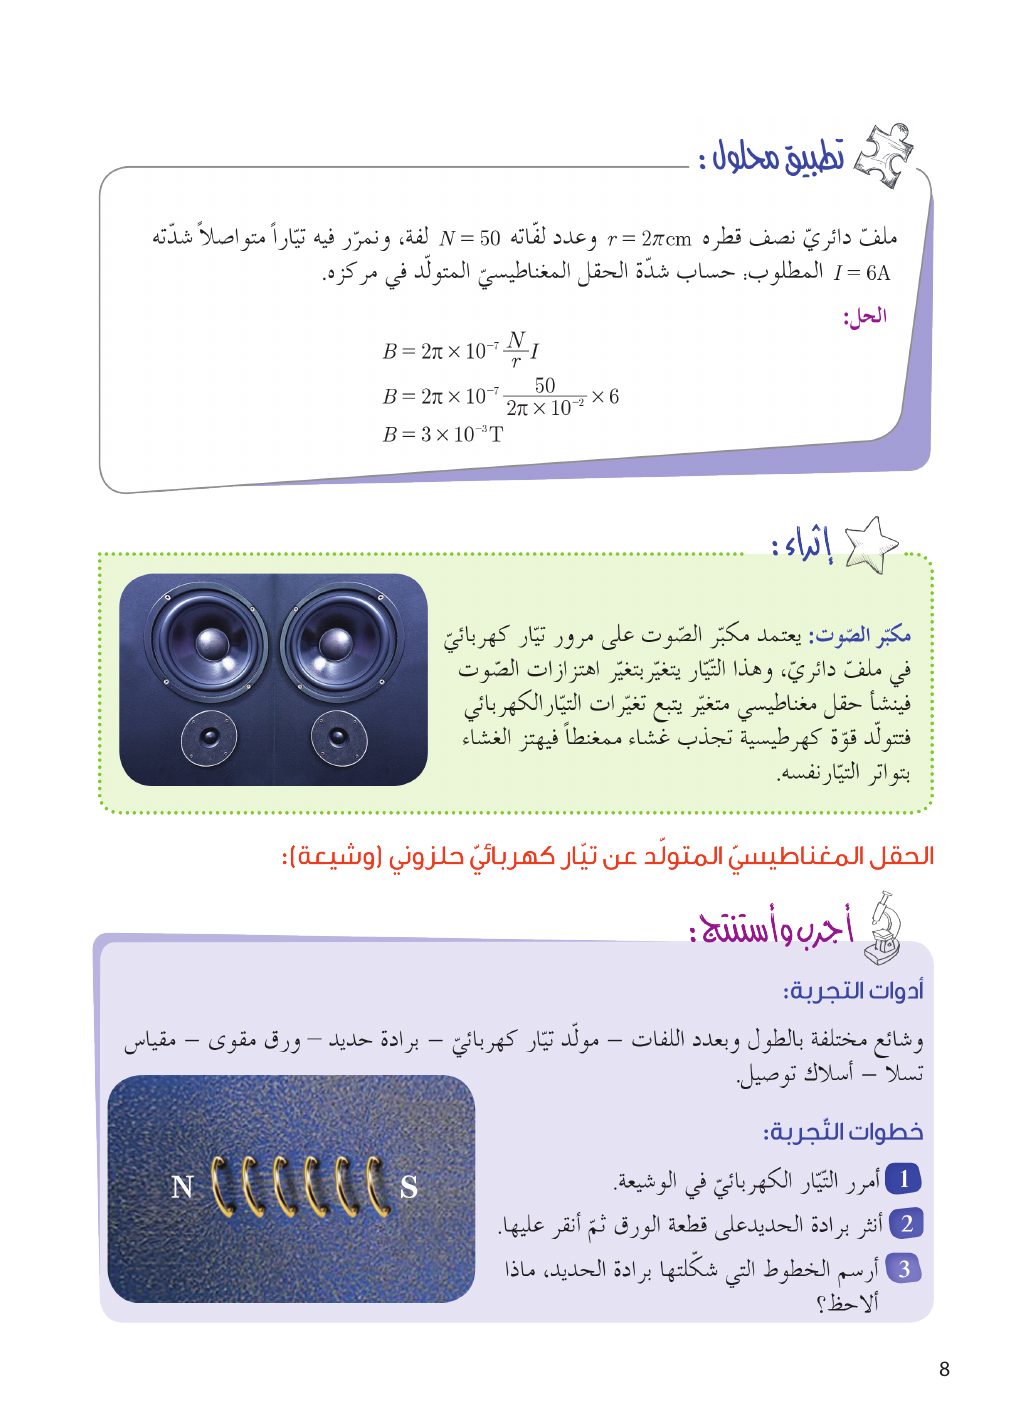 تطبيق محلول :
ملفّ دائريّ نصف قطره r = 2πcm وعدد لفّاته N = 50 لفة، ونمرّر فيه تيّاراً متواصلاً شدّته
I = 6A المطلوب: حساب شدّة الحقل المغناطيسيّ المتولّد في مركزه.
الحل:
B = 2π × 10⁻⁷ N/r I
B = 2π × 10⁻⁷ 50/(2π × 10⁻²) × 6
B = 3 × 10⁻³ T
إثراء :
مكبّر الصّوت: يعتمد مكبّر الصّوت على مرور تيّار كهربائيّ
في ملفّ دائريّ، وهذا التّيّار يتغيّربتغيّر اهتزازات الصّوت
فينشأ حقل مغناطيسي متغيّر يتبع تغيّرات التيّارالكهربائي
فتتولّد قوّة كهرطيسية تجذب غشاء ممغنطاً فيهتز الغشاء
بتواتر التيّارنفسه.
الحقل المغناطيسيّ المتولّد عن تيّار كهربائيّ حلزوني (وشيعة):
أجرب وأستنتج :
أدوات التجربة:
وشائع مختلفة بالطول وبعدد اللفات – مولّد تيّار كهربائيّ – برادة حديد – ورق مقوى – مقياس
تسلا – أسلاك توصيل.
خطوات التّجربة:
1 أمرر التّيّار الكهربائيّ في الوشيعة.
2 أنثر برادة الحديدعلى قطعة الورق ثمّ أنقر عليها.
3 أرسم الخطوط التي شكّلتها برادة الحديد، ماذا
ألاحظ؟
N S
8